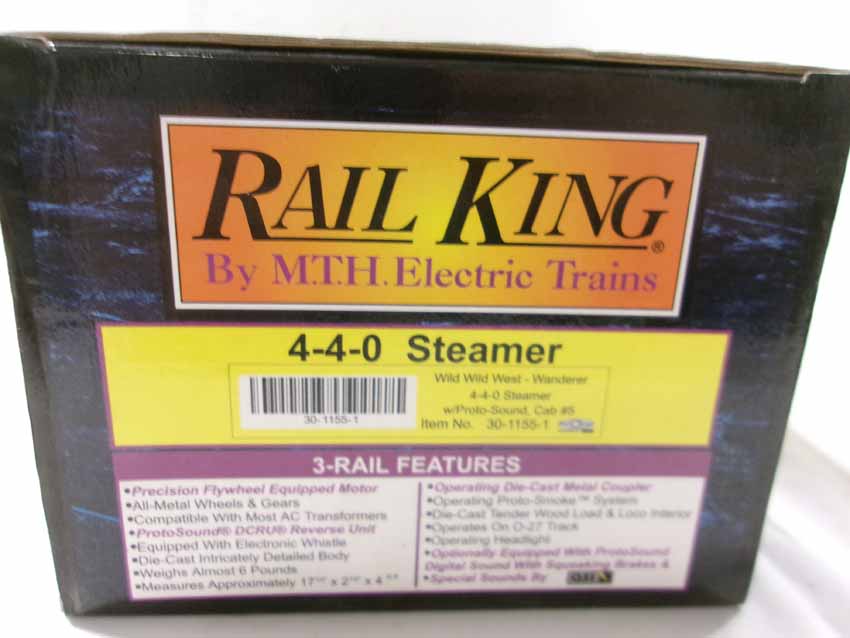 RAIL KING®
By M.T.H. Electric Trains
4-4-0 Steamer
Wild Wild West - Wanderer
4-4-0 Steamer
w/Proto-Sound, Cab #5
Item No. 30-1155-1
30-1155-1
3-RAIL FEATURES
•Precision Flywheel Equipped Motor
•All-Metal Wheels & Gears
•Compatible With Most AC Transformers
•ProtoSound® DCRU® Reverse Unit
•Equipped With Electronic Whistle
•Die-Cast Intricately Detailed Body
•Weighs Almost 6 Pounds
•Measures Approximately 17 x 2 x 4
•Operating Die-Cast Metal Coupler
•Operating Proto-Smoke™ System
•Die-Cast Tender Wood Load & Loco Interior
•Operates On O-27 Track
•Operating Headlight
•Optionally Equipped With ProtoSound
Digital Sound With Squeaking Brakes &
•Special Sounds By